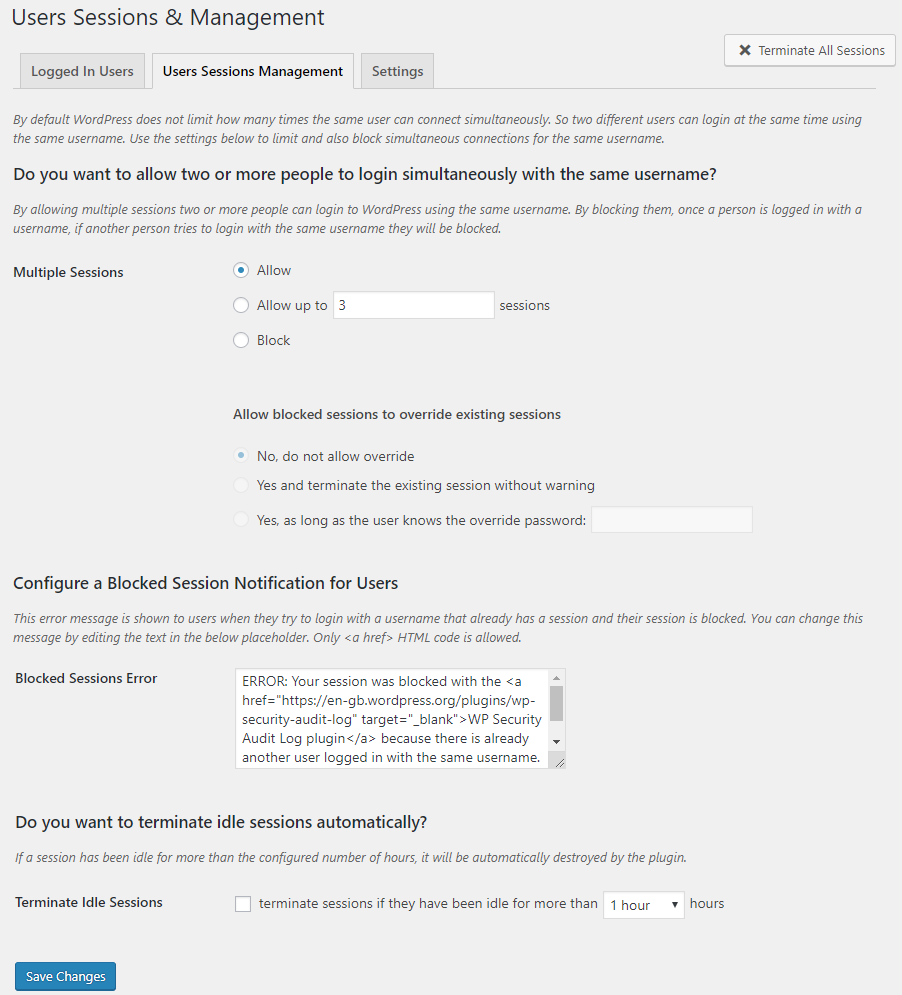 Users Sessions & Management
Terminate All Sessions
Logged In Users
Users Sessions Management
Settings
By default WordPress does not limit how many times the same user can connect simultaneously. So two different users can login at the same time using
the same username. Use the settings below to limit and also block simultaneous connections for the same username.
Do you want to allow two or more people to login simultaneously with the same username?
By allowing multiple sessions two or more people can login to WordPress using the same username. By blocking them, once a person is logged in with a
username, if another person tries to login with the same username they will be blocked.
Multiple Sessions
Allow
Allow up to 3 sessions
Block
Allow blocked sessions to override existing sessions
No, do not allow override
Yes and terminate the existing session without warning
Yes, as long as the user knows the override password:
Configure a Blocked Session Notification for Users
This error message is shown to users when they try to login with a username that already has a session and their session is blocked. You can change this
message by editing the text in the below placeholder. Only <a href> HTML code is allowed.
Blocked Sessions Error
ERROR: Your session was blocked with the <a
href="https://en-gb.wordpress.org/plugins/wp-
security-audit-log" target="_blank">WP Security
Audit Log plugin</a> because there is already
another user logged in with the same username.
Do you want to terminate idle sessions automatically?
If a session has been idle for more than the configured number of hours, it will be automatically destroyed by the plugin.
Terminate Idle Sessions
terminate sessions if they have been idle for more than 1 hour hours
Save Changes